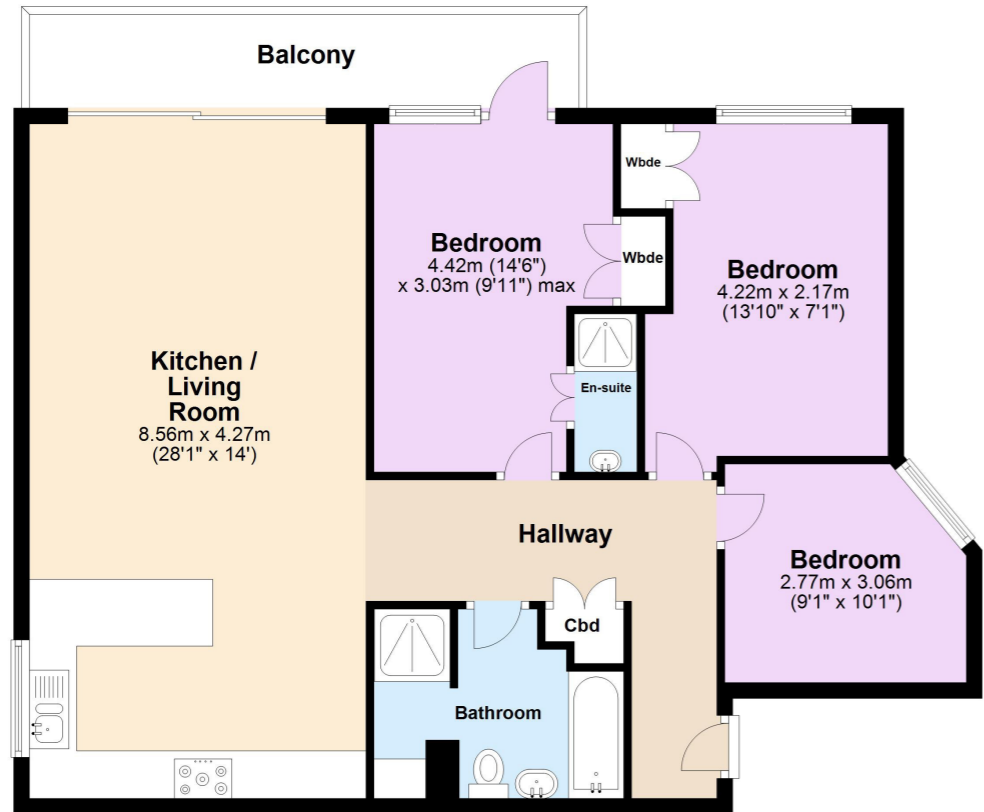 Balcony
Wbde
Bedroom
4.42m (14'6")
x 3.03m (9'11") max
Wbde
Bedroom
4.22m x 2.17m
(13'10" x 7'1")
Kitchen /
Living
Room
8.56m x 4.27m
(28'1" x 14')
En-suite
Hallway
Bedroom
2.77m x 3.06m
(9'1" x 10'1")
Cbd
Bathroom